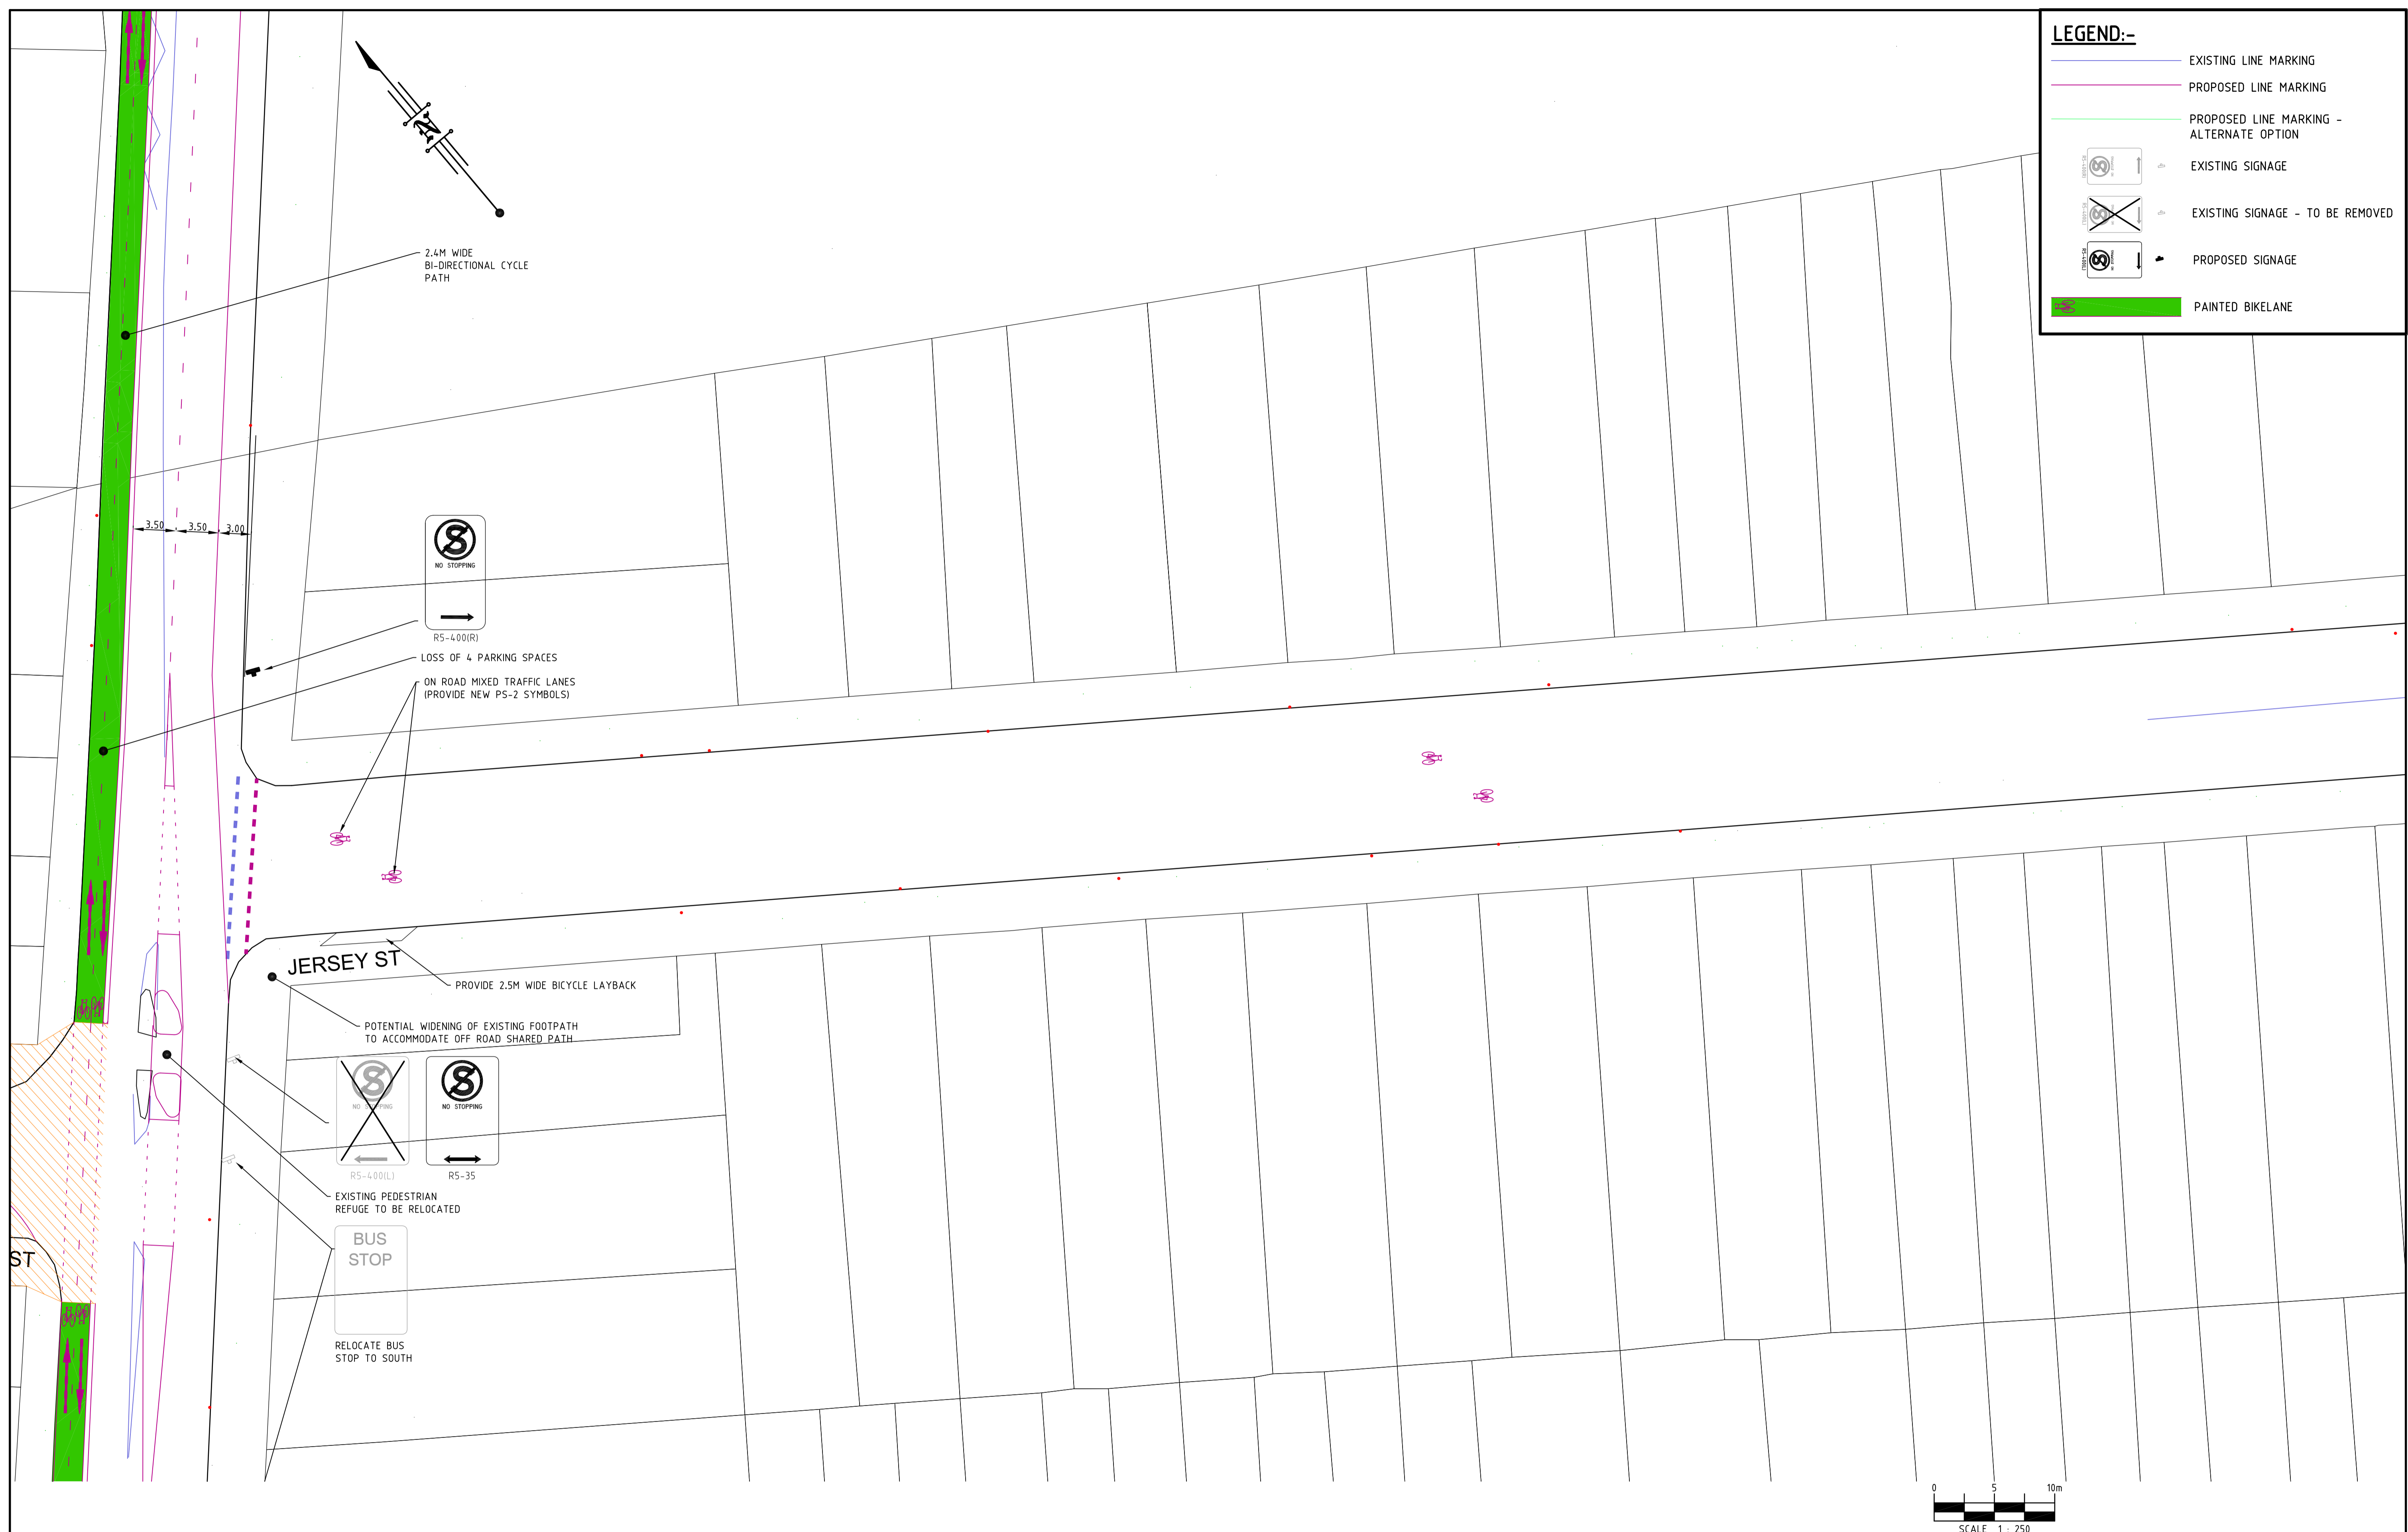 LEGEND:-
EXISTING LINE MARKING
PROPOSED LINE MARKING
PROPOSED LINE MARKING -
ALTERNATE OPTION
EXISTING SIGNAGE
EXISTING SIGNAGE - TO BE REMOVED
R5-400(L)
PROPOSED SIGNAGE
PAINTED BIKELANE
N
2.4M WIDE
BI-DIRECTIONAL CYCLE
PATH
3.50
3.50
3.00
S
NO STOPPING
R5-400(R)
LOSS OF 4 PARKING SPACES
ON ROAD MIXED TRAFFIC LANES
(PROVIDE NEW PS-2 SYMBOLS)
JERSEY ST
PROVIDE 2.5M WIDE BICYCLE LAYBACK
POTENTIAL WIDENING OF EXISTING FOOTPATH
TO ACCOMMODATE OFF ROAD SHARED PATH
S
NO STOPPING
R5-400(L)
S
NO STOPPING
R5-35
EXISTING PEDESTRIAN
REFUGE TO BE RELOCATED
BUS
STOP
RELOCATE BUS
STOP TO SOUTH
ST
0 5 10m
SCALE 1 : 250